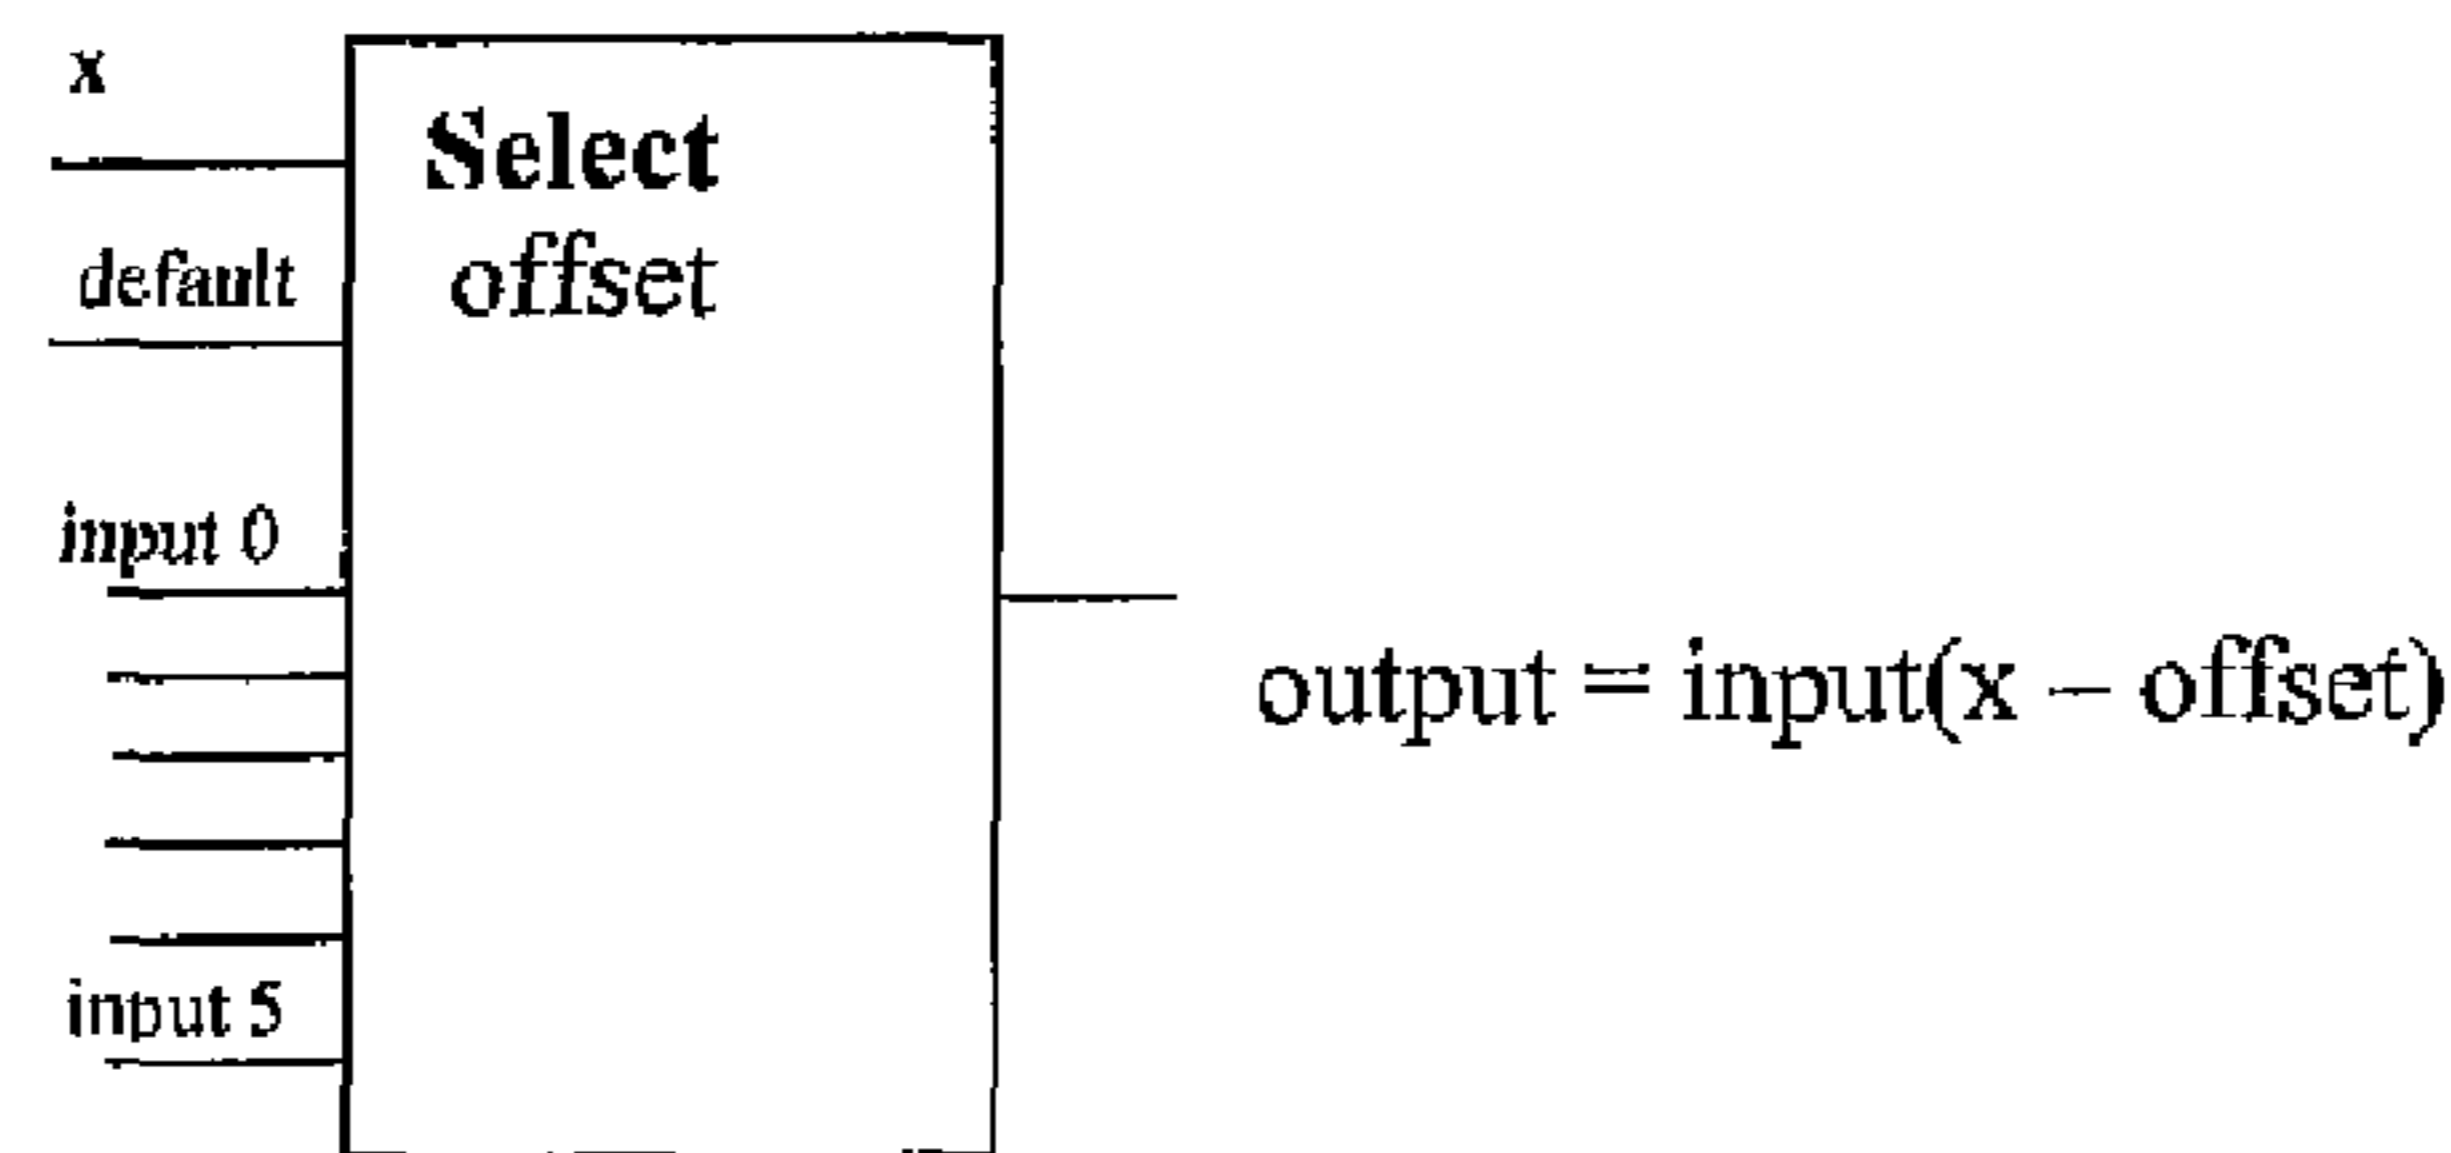 x
Select
default
offset
input 0
output = input(x – offset)
input 5